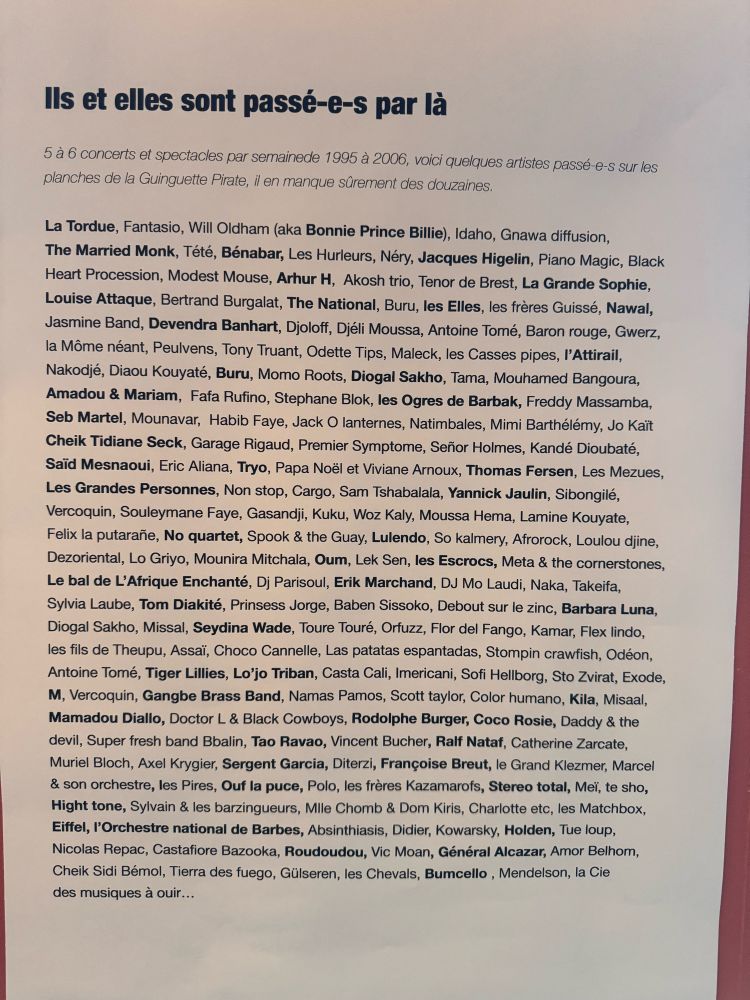 Ils et elles sont passé-e-s par là
5 à 6 concerts et spectacles par semainede 1995 à 2006, voici quelques artistes passé-e-s sur les
planches de la Guinguette Pirate, il en manque sûrement des douzaines.
La Tordue, Fantasio, Will Oldham (aka Bonnie Prince Billie), Idaho, Gnawa diffusion,
The Married Monk, Tété, Bénabar, Les Hurleurs, Néry, Jacques Higelin, Piano Magic, Black
Heart Procession, Modest Mouse, Arhur H, Akosh trio, Tenor de Brest, La Grande Sophie,
Louise Attaque, Bertrand Burgalat, The National, Buru, les Elles, les frères Guissé, Nawal,
Jasmine Band, Devendra Banhart, Djoloff, Djéli Moussa, Antoine Tomé, Baron rouge, Gwerz,
la Môme néant, Peulvens, Tony Truant, Odette Tips, Maleck, les Casses pipes, l'Attirail,
Nakodjé, Diaou Kouyaté, Buru, Momo Roots, Diogal Sakho, Tama, Mouhamed Bangoura,
Amadou & Mariam, Fafa Rufino, Stephane Blok, les Ogres de Barbak, Freddy Massamba,
Seb Martel, Mounavar, Habib Faye, Jack O lanternes, Natimbales, Mimi Barthélémy, Jo Kaït
Cheik Tidiane Seck, Garage Rigaud, Premier Symptome, Señor Holmes, Kandé Dioubaté,
Saïd Mesnaoui, Eric Aliana, Tryo, Papa Noël et Viviane Arnoux, Thomas Fersen, Les Mezues,
Les Grandes Personnes, Non stop, Cargo, Sam Tshabalala, Yannick Jaulin, Sibongilé,
Vercoquin, Souleymane Faye, Gasandji, Kuku, Woz Kaly, Moussa Hema, Lamine Kouyate,
Felix la putarañe, No quartet, Spook & the Guay, Lulendo, So kalmery, Afrorock, Loulou djine,
Dezoriental, Lo Griyo, Mounira Mitchala, Oum, Lek Sen, les Escrocs, Meta & the cornerstones,
Le bal de L'Afrique Enchanté, Dj Parisoul, Erik Marchand, DJ Mo Laudi, Naka, Takeifa,
Sylvia Laube, Tom Diakité, Prinsess Jorge, Baben Sissoko, Debout sur le zinc, Barbara Luna,
Diogal Sakho, Missal, Seydina Wade, Toure Touré, Orfuzz, Flor del Fango, Kamar, Flex lindo,
les fils de Theupu, Assaï, Choco Cannelle, Las patatas espantadas, Stompin crawfish, Odéon,
Antoine Tomé, Tiger Lillies, Lo'jo Triban, Casta Cali, Imericani, Sofi Hellborg, Sto Zvirat, Exode,
M, Vercoquin, Gangbe Brass Band, Namas Pamos, Scott taylor, Color humano, Kila, Misaal,
Mamadou Diallo, Doctor L & Black Cowboys, Rodolphe Burger, Coco Rosie, Daddy & the
devil, Super fresh band Bbalin, Tao Ravao, Vincent Bucher, Ralf Nataf, Catherine Zarcate,
Muriel Bloch, Axel Krygier, Sergent Garcia, Diterzi, Françoise Breut, le Grand Klezmer, Marcel
& son orchestre, les Pires, Ouf la puce, Polo, les frères Kazamarofs, Stereo total, Meï, te sho,
Hight tone, Sylvain & les barzingueurs, Mlle Chomb & Dom Kiris, Charlotte etc, les Matchbox,
Eiffel, l'Orchestre national de Barbes, Absinthiasis, Didier, Kowarsky, Holden, Tue loup,
Nicolas Repac, Castafiore Bazooka, Roudoudou, Vic Moan, Général Alcazar, Amor Belhom,
Cheik Sidi Bémol, Tierra des fuego, Gülseren, les Chevals, Bumcello , Mendelson, la Cie
des musiques à ouir...